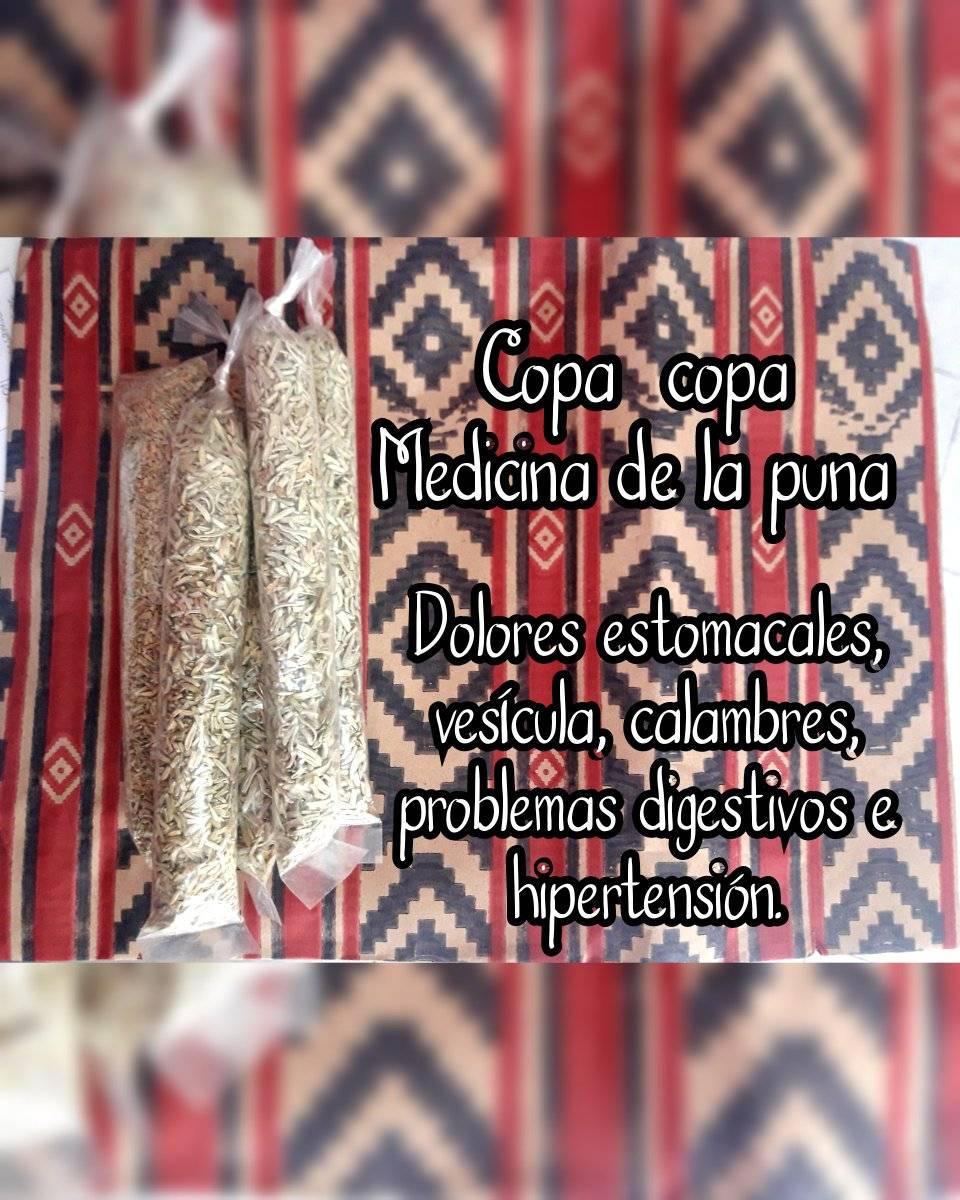 Copa copa
Medicina de la puna
Dolores estomacales,
vesícula, calambres,
problemas digestivos e
hipertensión.